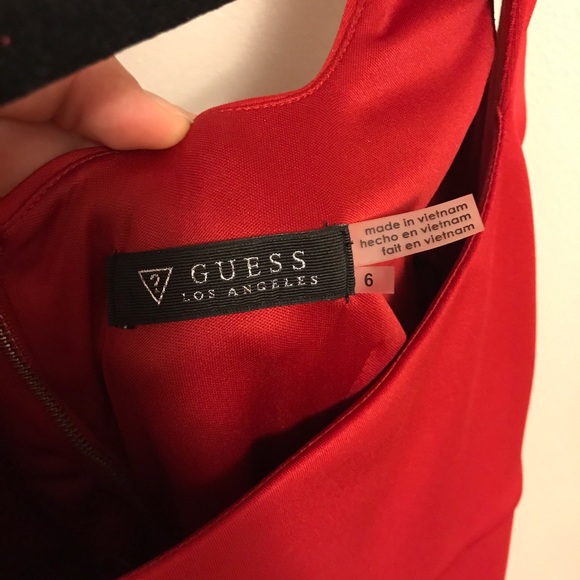 ?
GUESS
LOS ANGELES
made in vietnam
hecho en vietnam
fait en vietnam
6